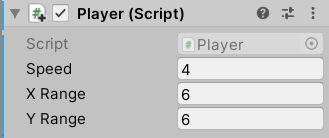 Player (Script)
Script Player
Speed 4
X Range 6
Y Range 6